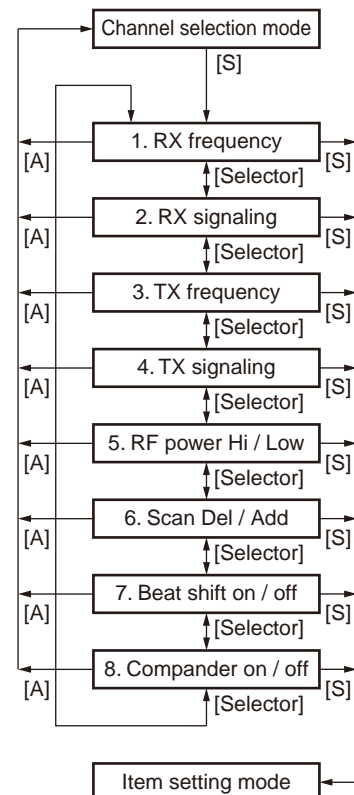 Channel selection mode
[S]
1. RX frequency
[A] [Selector] [S]
2. RX signaling
[A] [Selector] [S]
3. TX frequency
[A] [Selector] [S]
4. TX signaling
[A] [Selector] [S]
5. RF power Hi / Low
[A] [Selector] [S]
6. Scan Del / Add
[A] [Selector] [S]
7. Beat shift on / off
[A] [Selector] [S]
8. Compander on / off
[A] [Selector] [S]
Item setting mode